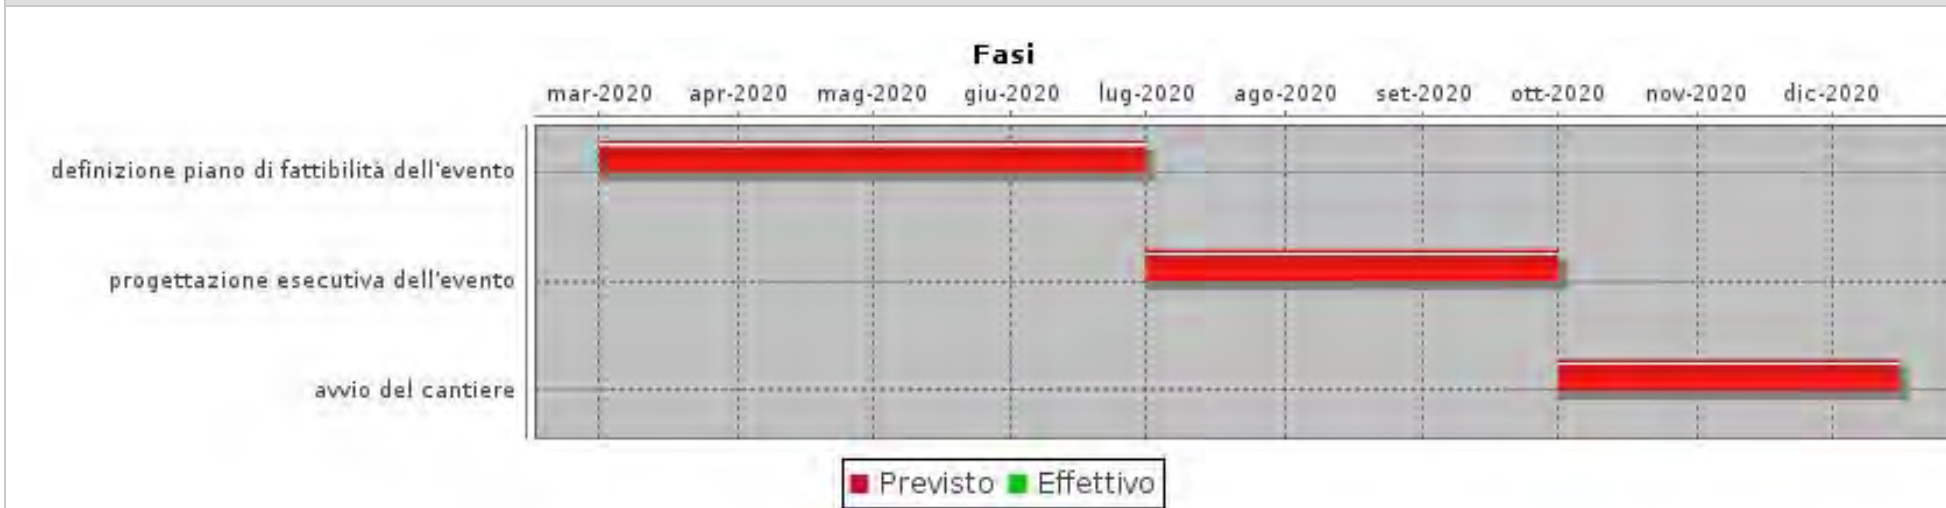 Fasi
mar-2020 apr-2020 mag-2020 giu-2020 lug-2020 ago-2020 set-2020 ott-2020 nov-2020 dic-2020
definizione piano di fattibilità dell'evento
progettazione esecutiva dell'evento
avvio del cantiere
Previsto Effettivo